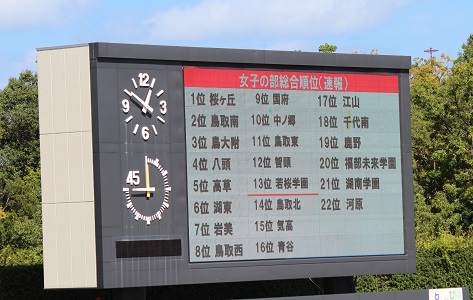 女子の部総合順位（速報）
1位 桜ヶ丘
2位 鳥取南
3位 鳥大附
4位 八頭
5位 高草
6位 湖東
7位 岩美
8位 鳥取西
9位 国府
10位 中ノ郷
11位 鳥取東
12位 智頭
13位 若桜学園
14位 鳥取北
15位 気高
16位 青谷
17位 江山
18位 千代南
19位 鹿野
20位 福部未来学園
21位 湖南学園
22位 河原
12
3
6
9
45